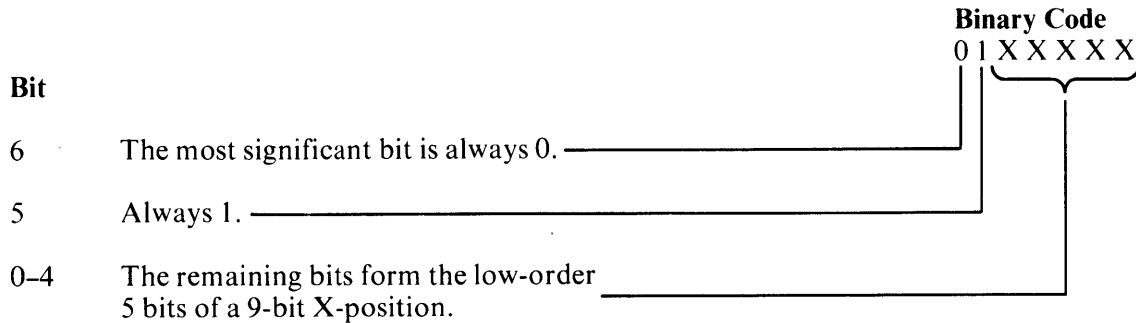 Binary Code
0 1 X X X X X
Bit
6 The most significant bit is always 0.
5 Always 1.
0–4 The remaining bits form the low-order
5 bits of a 9-bit X-position.